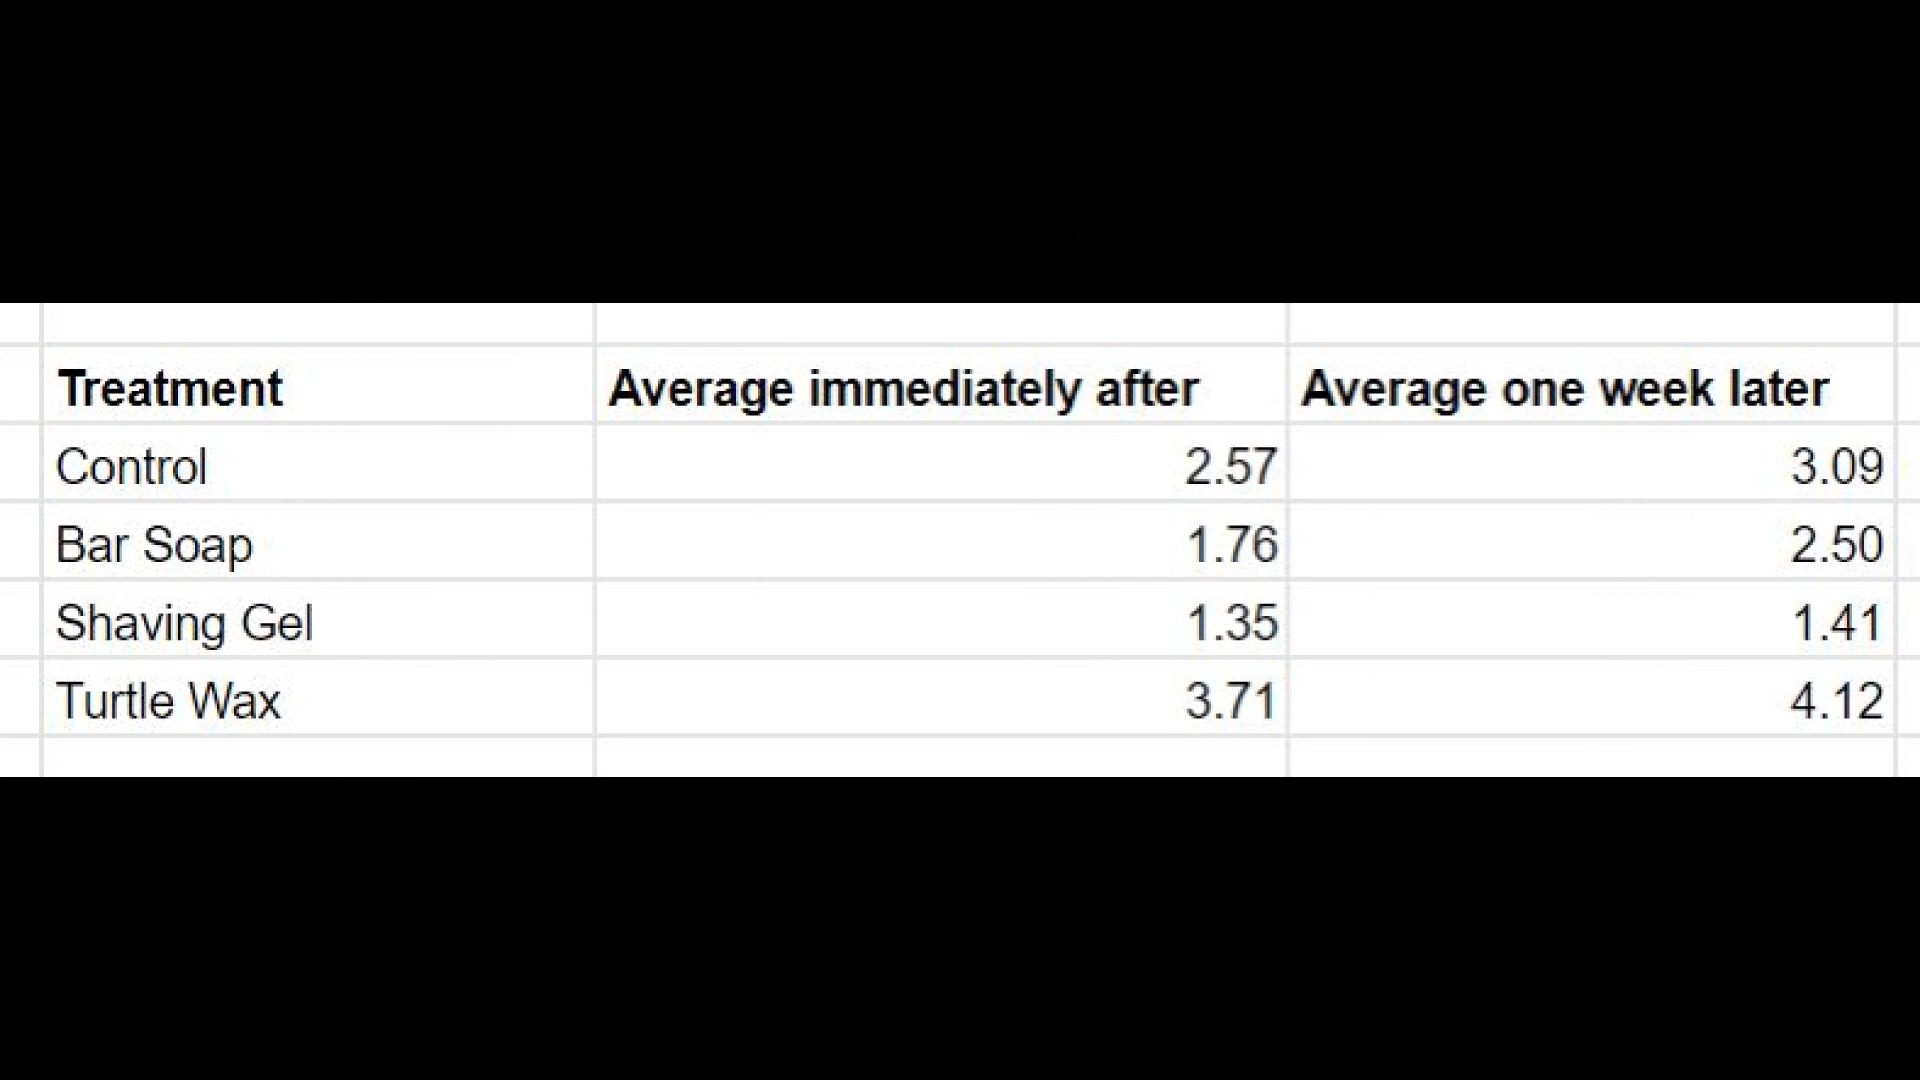 Treatment Average immediately after Average one week later
Control 2.57 3.09
Bar Soap 1.76 2.50
Shaving Gel 1.35 1.41
Turtle Wax 3.71 4.12